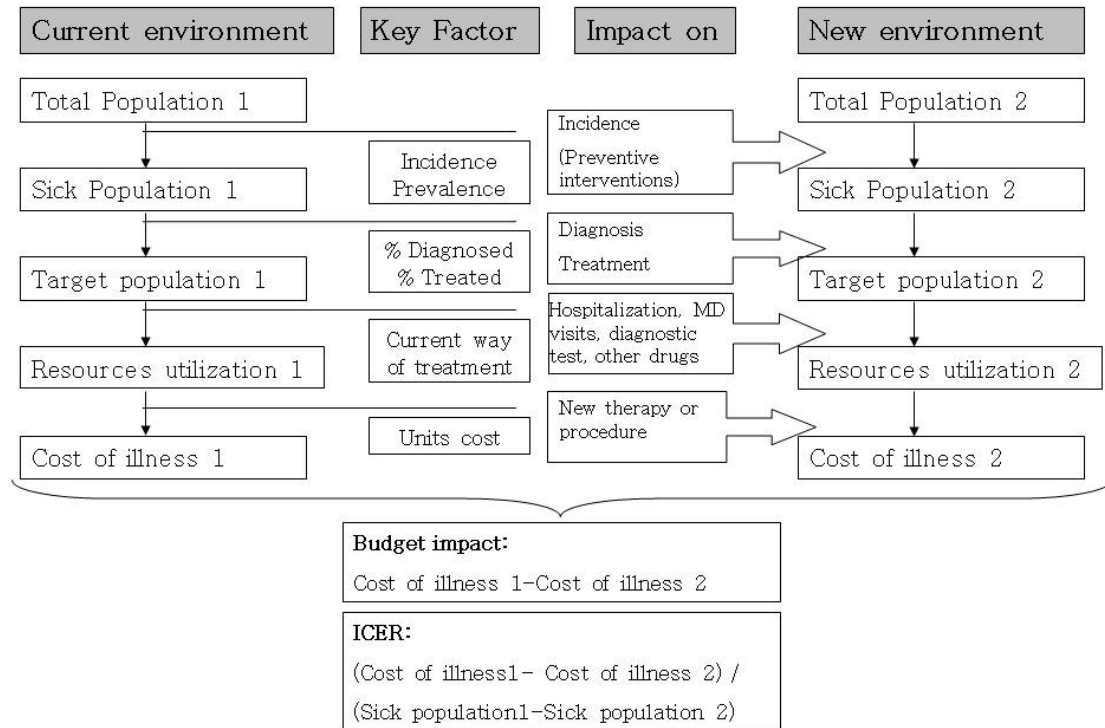 Current environment
Key Factor
Impact on
New environment
Total Population 1
Sick Population 1
Target population 1
Resources utilization 1
Cost of illness 1
Incidence
Prevalence
% Diagnosed
% Treated
Current way
of treatment
Units cost
Incidence
(Preventive
interventions)
Diagnosis
Treatment
Hospitalization, MD
visits, diagnostic
test, other drugs
New therapy or
procedure
Total Population 2
Sick Population 2
Target population 2
Resources utilization 2
Cost of illness 2
Budget impact:
Cost of illness 1-Cost of illness 2
ICER:
(Cost of illness1- Cost of illness 2) /
(Sick population1-Sick population 2)